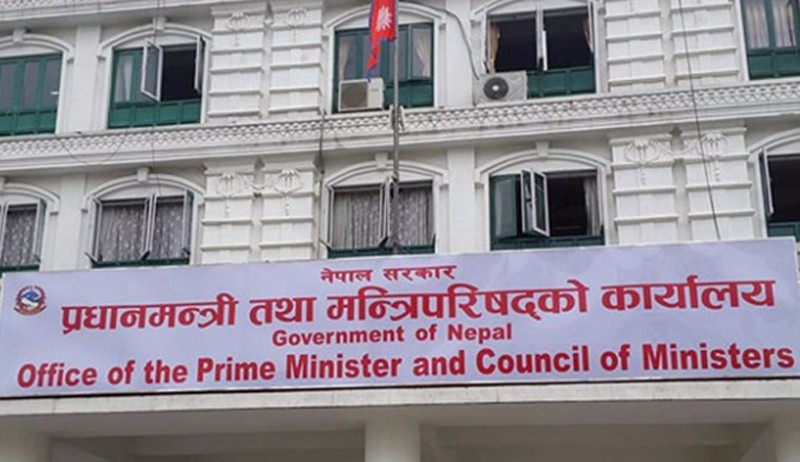 नेपाल सरकार
प्रधानमन्त्री तथा मन्त्रिपरिषद्को कार्यालय
Government of Nepal
Office of the Prime Minister and Council of Ministers